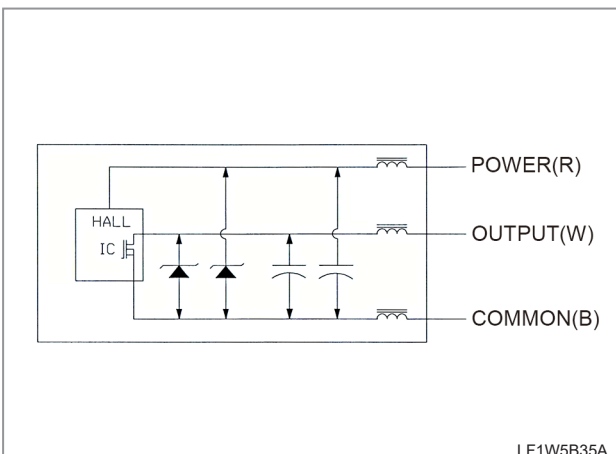 POWER(R)
HALL
IC
OUTPUT(W)
COMMON(B)
LF1W5B35A